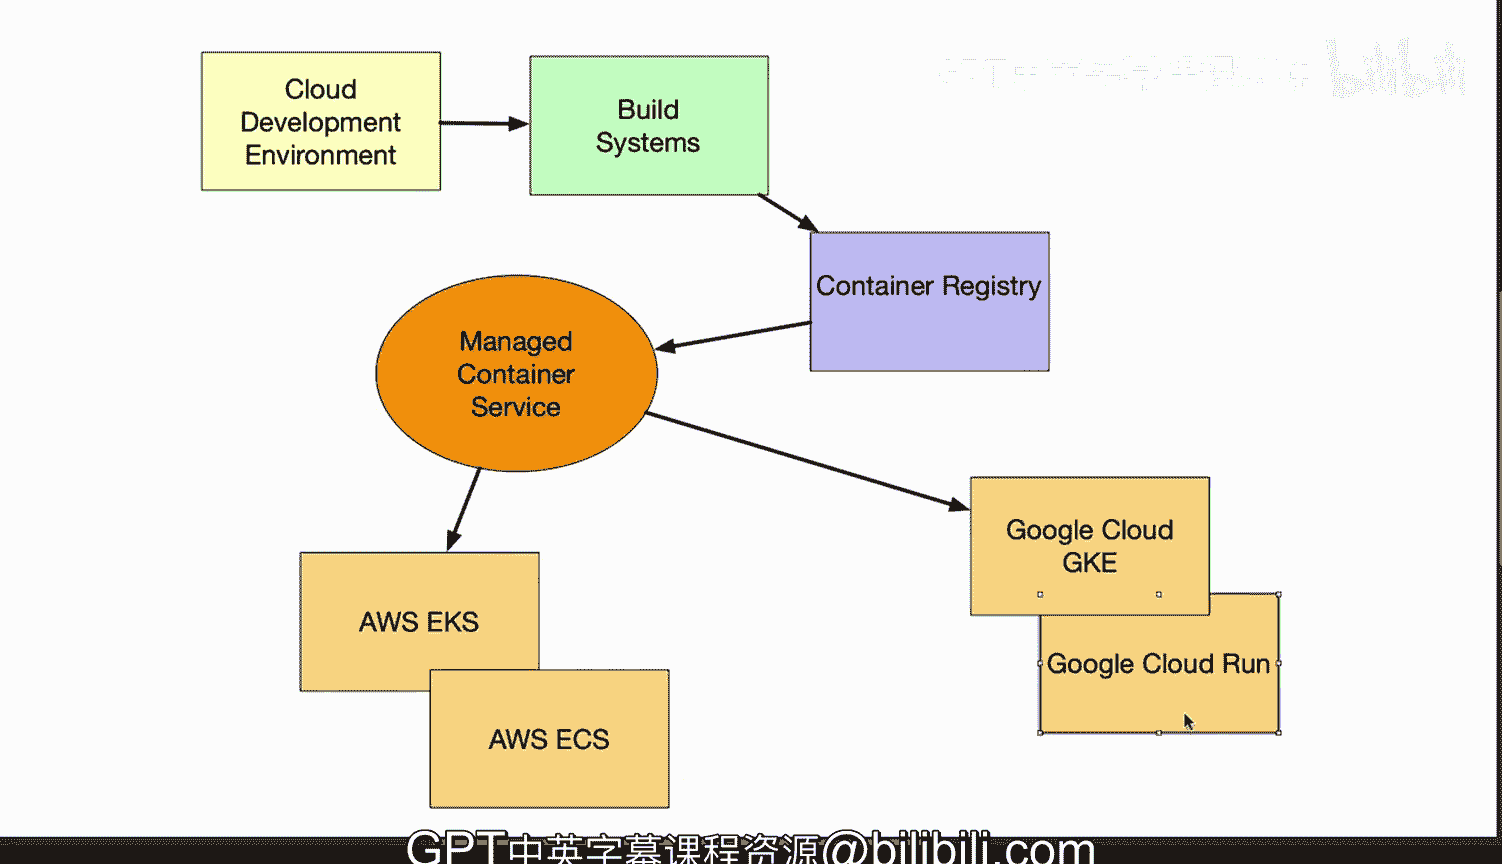 Cloud
Development
Environment
Build
Systems
Container Registry
Managed
Container
Service
Google Cloud
GKE
AWS EKS
Google Cloud Run
AWS ECS
bilibili
GPT中英字幕课程资源@bilibili.com